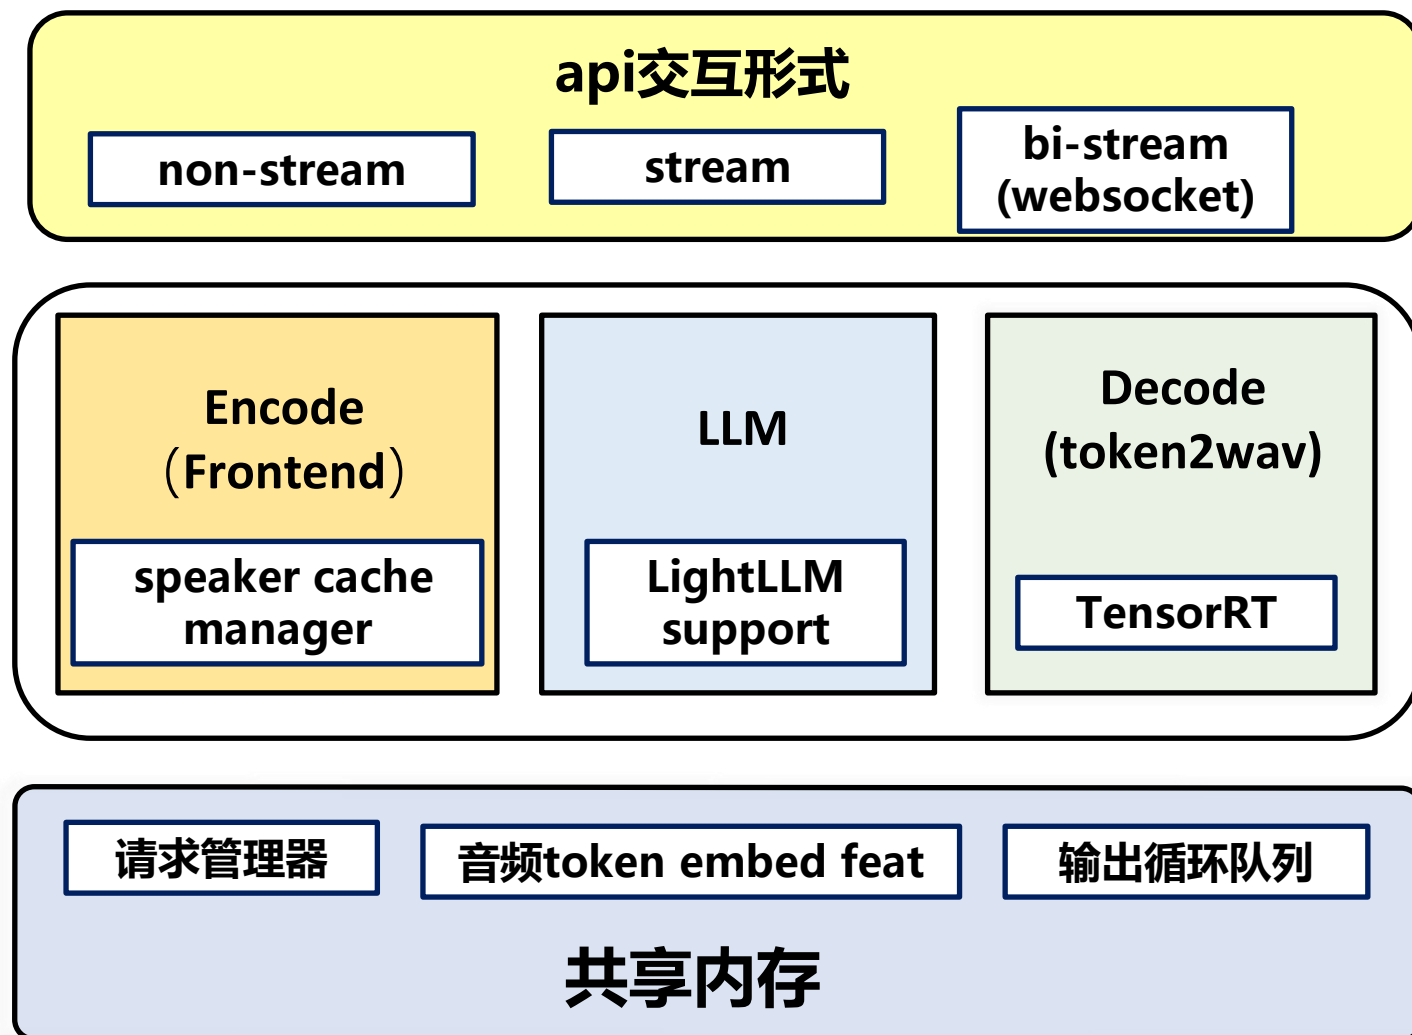 api交互形式
non-stream
stream
bi-stream
(websocket)
Encode
（Frontend）
speaker cache
manager
LLM
LightLLM
support
Decode
(token2wav)
TensorRT
请求管理器
音频token embed feat
输出循环队列
共享内存